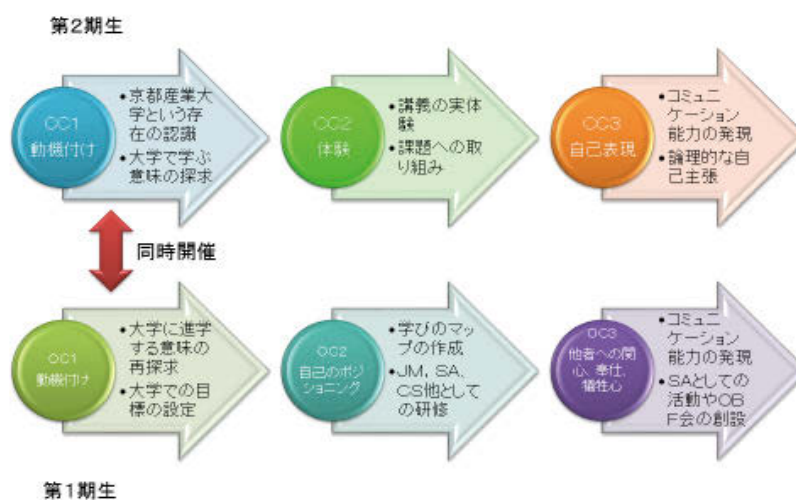 第2期生
OC1
動機付け
•京都産業大
学という存
在の認識
•大学で学ぶ
意味の探求
OC2
体験
•講義の実体
験
•課題への取
り組み
OC3
自己表現
•コミュニ
ケーション
能力の発現
•論理的な自
己主張
同時開催
OC1
動機付け
•大学に進学
する意味の
再探求
•大学での目
標の設定
OC2
自己のポジ
ショニング
•学びのマッ
プの作成
•JM, SA,
CS他として
の研修
OC3
他者への関
心、奉仕、
犠牲心
•コミュニ
ケーション
能力の発現
•SAとしての
活動やOB
F会の創設
第1期生